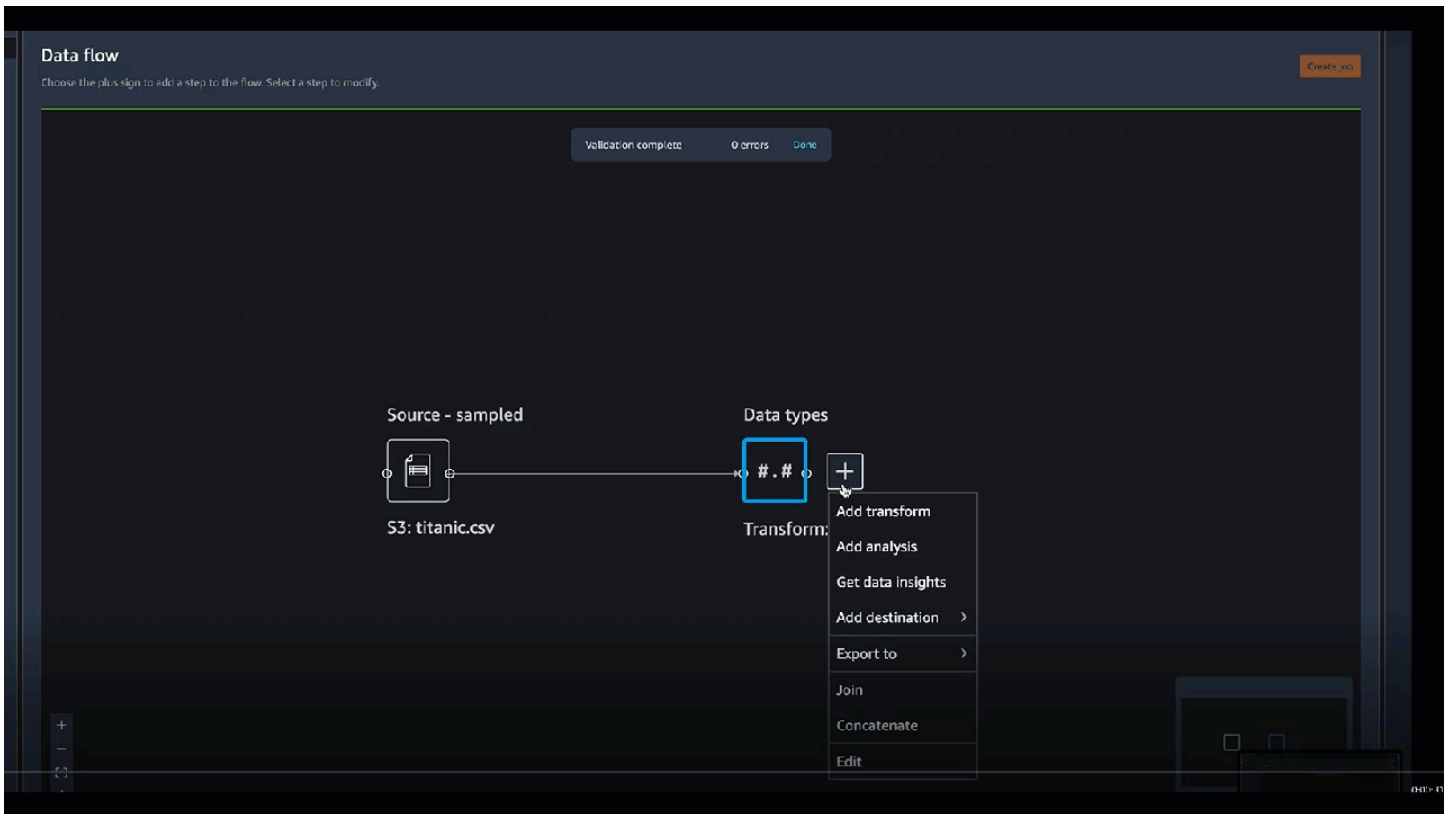 Data flow
Create job
Choose the plus sign to add a step to the flow. Select a step to modify.
Validation complete 0 errors Done
Source - sampled
Data types
#.#
S3: titanic.csv
Transform:
Add transform
Add analysis
Get data insights
Add destination
Export to
Join
Concatenate
Edit